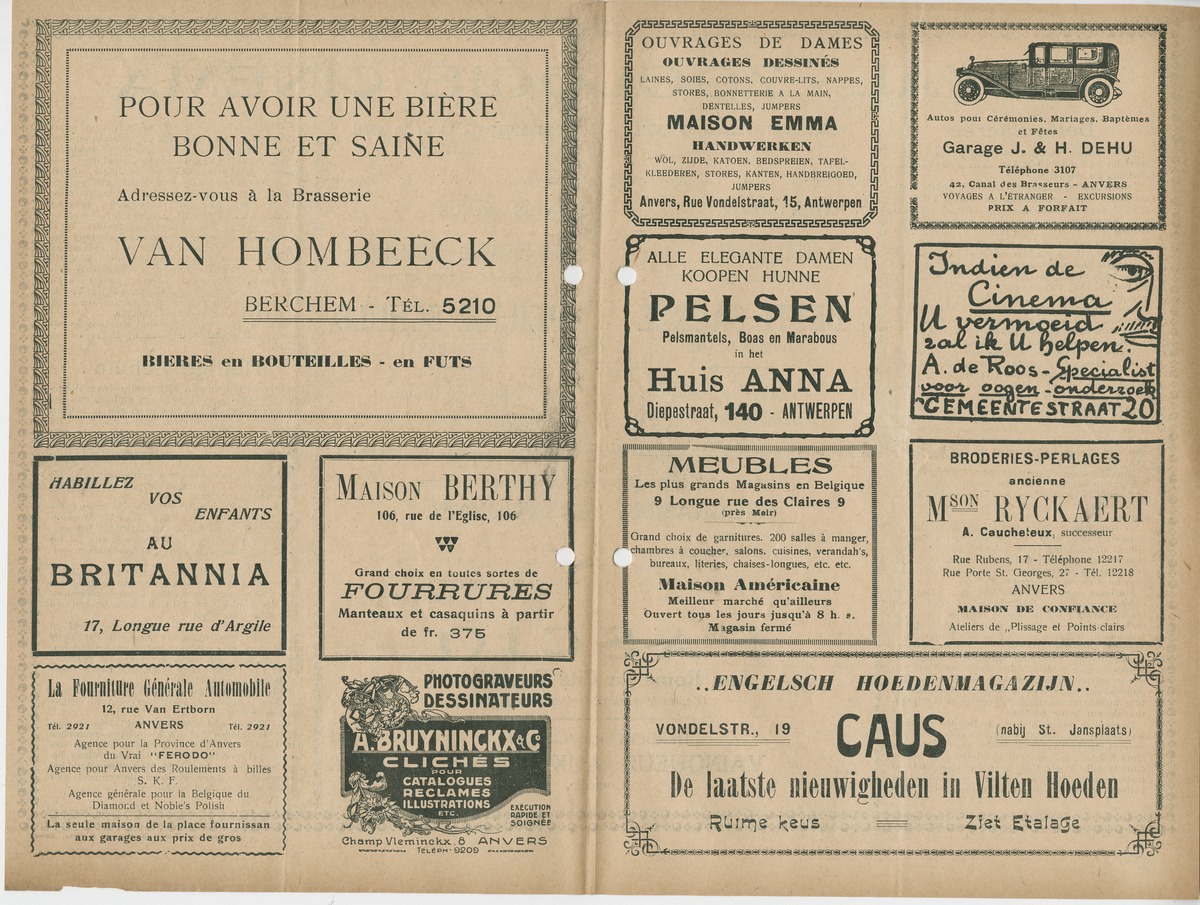 POUR AVOIR UNE BIÈRE
BONNE ET SAINE
Adressez-vous à la Brasserie
VAN HOMBEECK
BERCHEM - TÉL. 5210
BIERES en BOUTEILLES - en FUTS
HABILLEZ
VOS
ENFANTS
AU
BRITANNIA
17, Longue rue d'Argile
MAISON BERTHY
106, rue de l'Eglise, 106
Grand choix en toutes sortes de
FOURRURES
Manteaux et casaquins à partir
de fr. 375
La Fourniture Générale Automobile
12, rue Van Ertborn
Tél. 2921 ANVERS Tél. 2921
Agence pour la Province d'Anvers
du Vrai "FERODO"
Agence pour Anvers des Roulements à billes
S. K. F.
Agence générale pour la Belgique du
Diamond et Noble's Polish
La seule maison de la place fournissan
aux garages aux prix de gros
PHOTOGRAVEURS
DESSINATEURS
A. BRUYNINCKX & Co
CLICHÉS
POUR
CATALOGUES
RECLAMES
ILLUSTRATIONS
ETC.
EXECUTION
RAPIDE ET
SOIGNÉE
Champ Vleminckx. 8 ANVERS
TELEPH. 9209
OUVRAGES DE DAMES
OUVRAGES DESSINÉS
LAINES, SOIES, COTONS, COUVRE-LITS, NAPPES,
STORES, BONNETTERIE A LA MAIN,
DENTELLES, JUMPERS
MAISON EMMA
HANDWERKEN
WOL, ZIJDE, KATOEN, BEDSPREIEN, TAFEL-
KLEEDEREN, STORES, KANTEN, HANDBREIGOED,
JUMPERS
Anvers, Rue Vondelstraat, 15, Antwerpen
Autos pour Cérémonies, Mariages, Baptêmes
et Fêtes
Garage J. & H. DEHU
Téléphone 3107
42, Canal des Brasseurs - ANVERS
VOYAGES A L'ÉTRANGER - EXCURSIONS
PRIX A FORFAIT
ALLE ELEGANTE DAMEN
KOOPEN HUNNE
PELSEN
Pelsmantels, Boas en Marabous
in het
Huis ANNA
Diepestraat, 140 - ANTWERPEN
Indien de
Cinema
U vermoeid
zal ik U helpen.
A. de Roos - Specialist
voor oogen - onderzoek
GEMEENTESTRAAT 20
MEUBLES
Les plus grands Magasins en Belgique
9 Longue rue des Claires 9
(près Meir)
Grand choix de garnitures. 200 salles à manger,
chambres à coucher, salons, cuisines, verandah's,
bureaux, literies, chaises-longues, etc. etc.
Maison Américaine
Meilleur marché qu'ailleurs
Ouvert tous les jours jusqu'à 8 h. s.
Magasin fermé
BRODERIES-PERLAGES
ancienne
MSON RYCKAERT
A. Caucheteux, successeur
Rue Rubens, 17 - Téléphone 12217
Rue Porte St. Georges, 27 - Tél. 12218
ANVERS
MAISON DE CONFIANCE
Ateliers de „Plissage et Points-clairs
..ENGELSCH HOEDENMAGAZIJN..
VONDELSTR., 19 CAUS (nabij St. Jansplaats)
De laatste nieuwigheden in Vilten Hoeden
Ruime keus Ziet Etalage